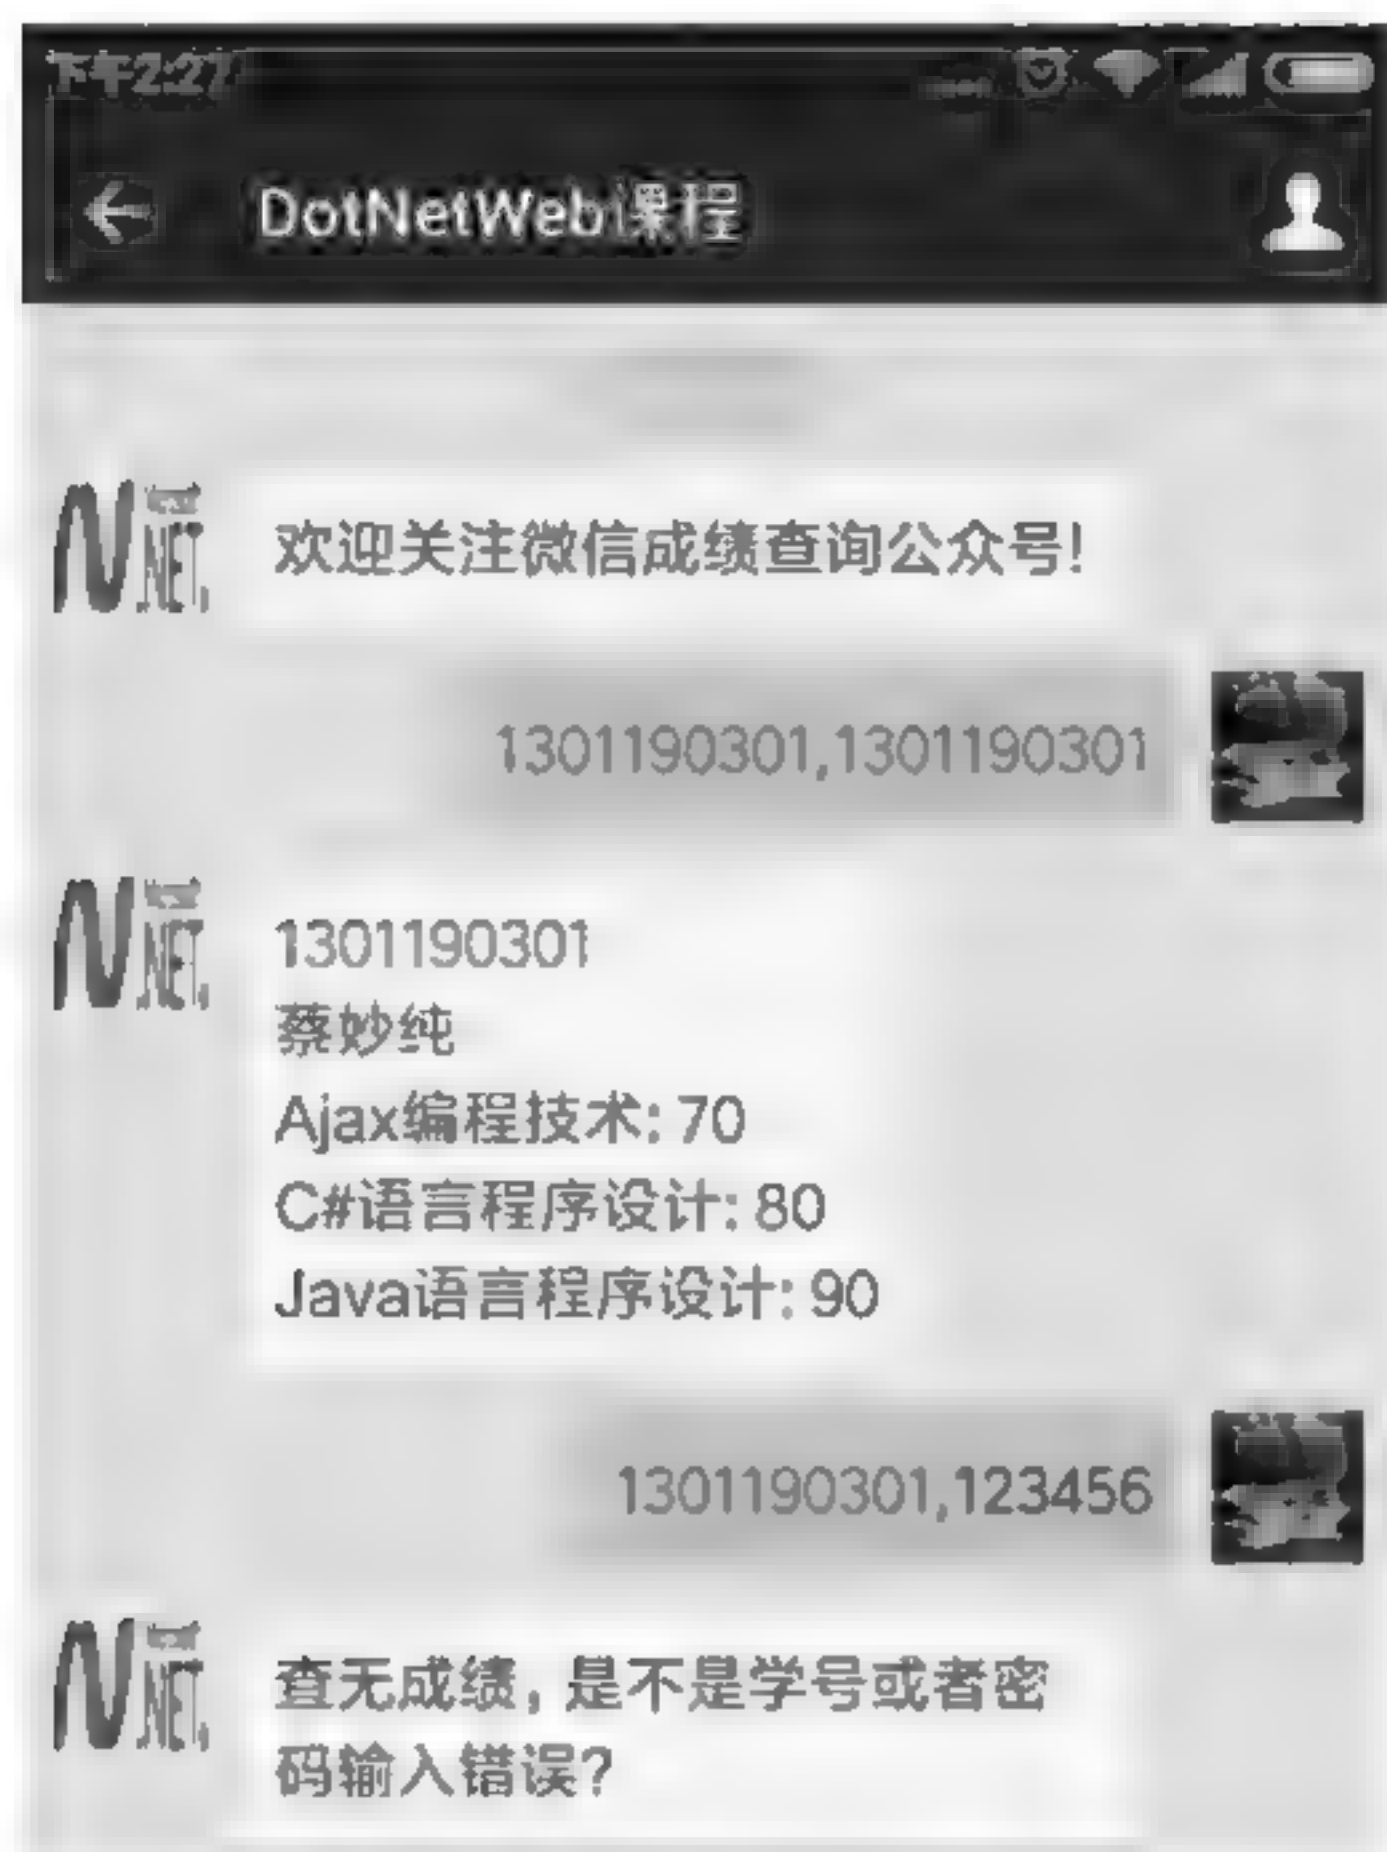 下午2:27
DotNetWeb课程
欢迎关注微信成绩查询公众号!
1301190301,1301190301
1301190301
蔡妙纯
Ajax编程技术: 70
C#语言程序设计: 80
Java语言程序设计: 90
1301190301,123456
查无成绩, 是不是学号或者密
码输入错误?